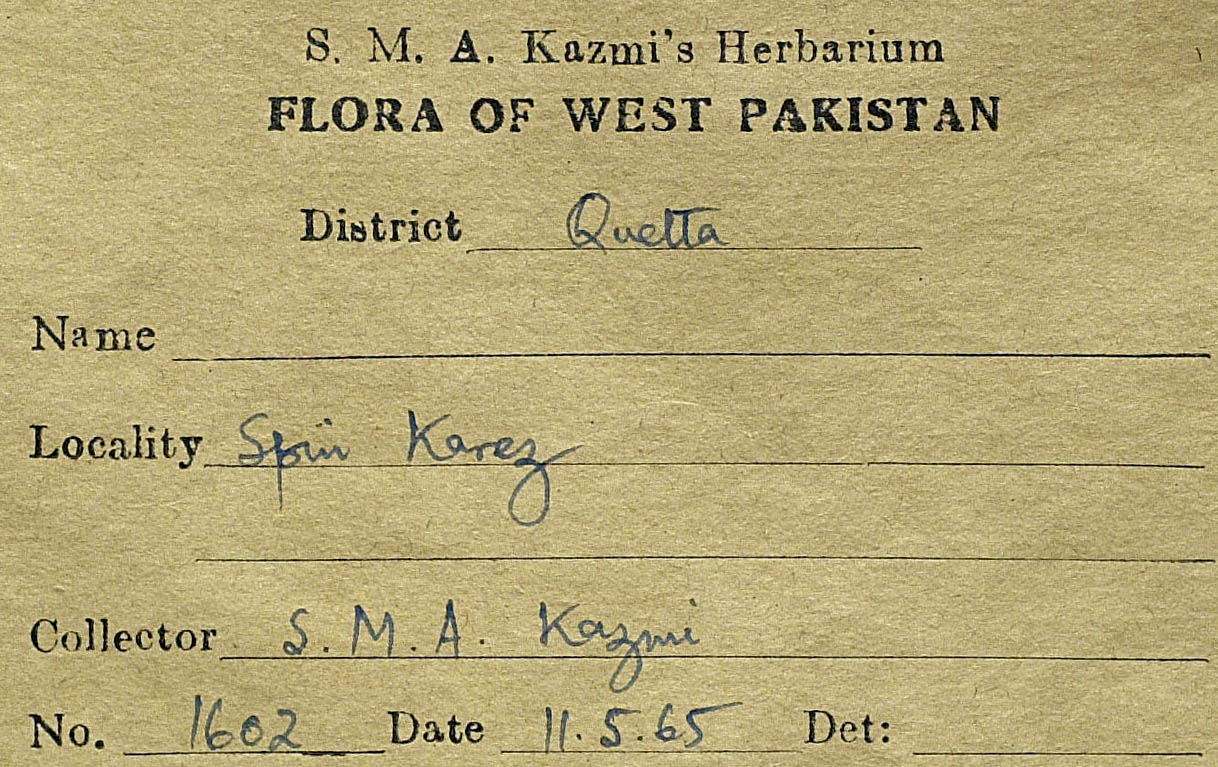 S. M. A. Kazmi's Herbarium
FLORA OF WEST PAKISTAN
District Quetta
Name
Locality Spin Karez
Collector S. M. A. Kazmi
No. 1602 Date 11.5.65 Det: